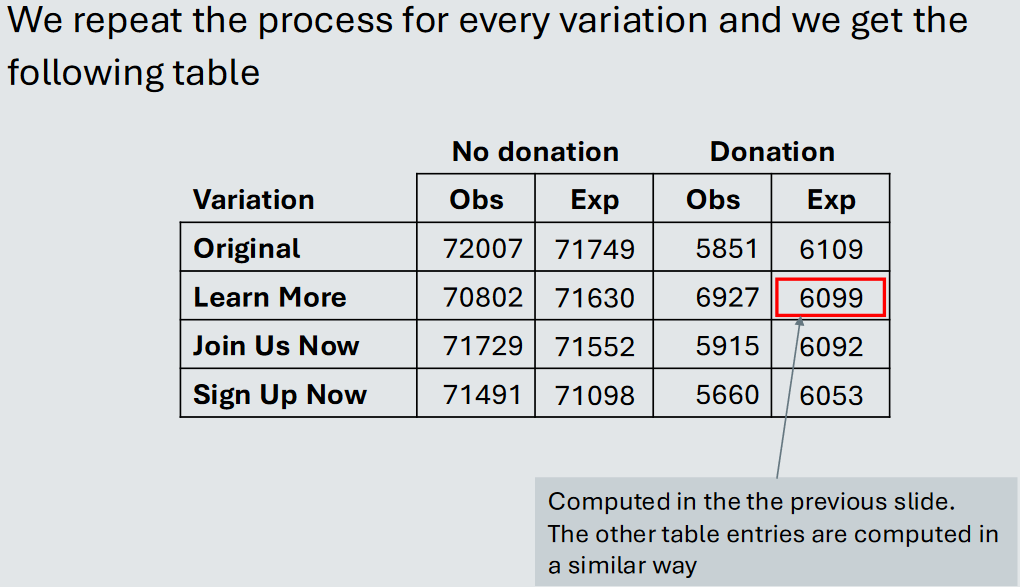 We repeat the process for every variation and we get the
following table
No donation Donation
Variation Obs Exp Obs Exp
Original 72007 71749 5851 6109
Learn More 70802 71630 6927 6099
Join Us Now 71729 71552 5915 6092
Sign Up Now 71491 71098 5660 6053
Computed in the the previous slide.
The other table entries are computed in
a similar way